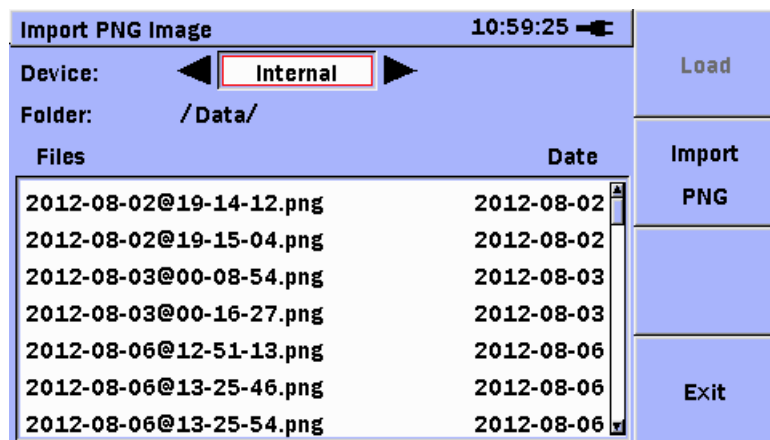 Import PNG Image 10:59:25
Device: Internal
Folder: /Data/
Files Date
2012-08-02@19-14-12.png 2012-08-02
2012-08-02@19-15-04.png 2012-08-02
2012-08-03@00-08-54.png 2012-08-03
2012-08-03@00-16-27.png 2012-08-03
2012-08-06@12-51-13.png 2012-08-06
2012-08-06@13-25-46.png 2012-08-06
2012-08-06@13-25-54.png 2012-08-06
Load
Import
PNG
Exit